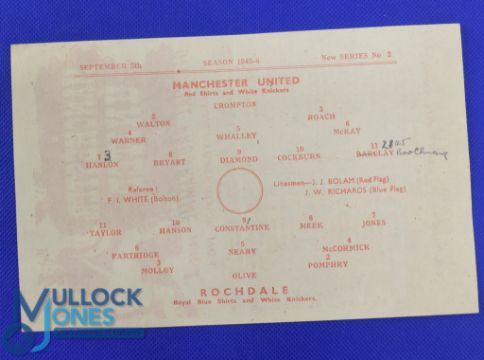 SEPTEMBER 5th SEASON 1945-6 New SERIES No 2
MANCHESTER UNITED
Red Shirts and White Knickers
CROMPTON
2 3
WALTON ROACH
4 5 6
WARNER WHALLEY McKAY
7 3 8 9 10 11
HANLON BRYANT DIAMOND COCKBURN BARCLAY
Referee: Linesmen—J. J. BOLAM (Red Flag)
F. I. WHITE (Bolton). J. W. RICHARDS (Blue Flag)
11 10 9 8 7
TAYLOR HANSON CONSTANTINE MEEK JONES
6 5 4
PARTRIDGE NEARY McCORMICK
3 2
MOLLOY POMPHRY
OLIVE
ROCHDALE
Royal Blue Shirts and White Knickers.
MULLOCK
JONES